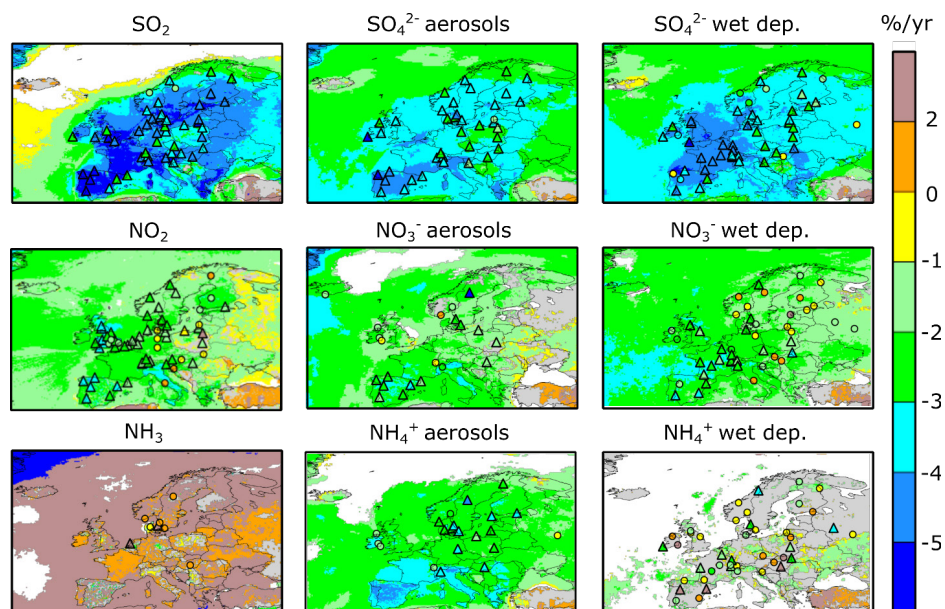 SO₂ SO₄²⁻ aerosols SO₄²⁻ wet dep. %/yr
2
NO₂ NO₃⁻ aerosols NO₃⁻ wet dep.
0
-1
-2
-3
NH₃ NH₄⁺ aerosols NH₄⁺ wet dep.
-4
-5